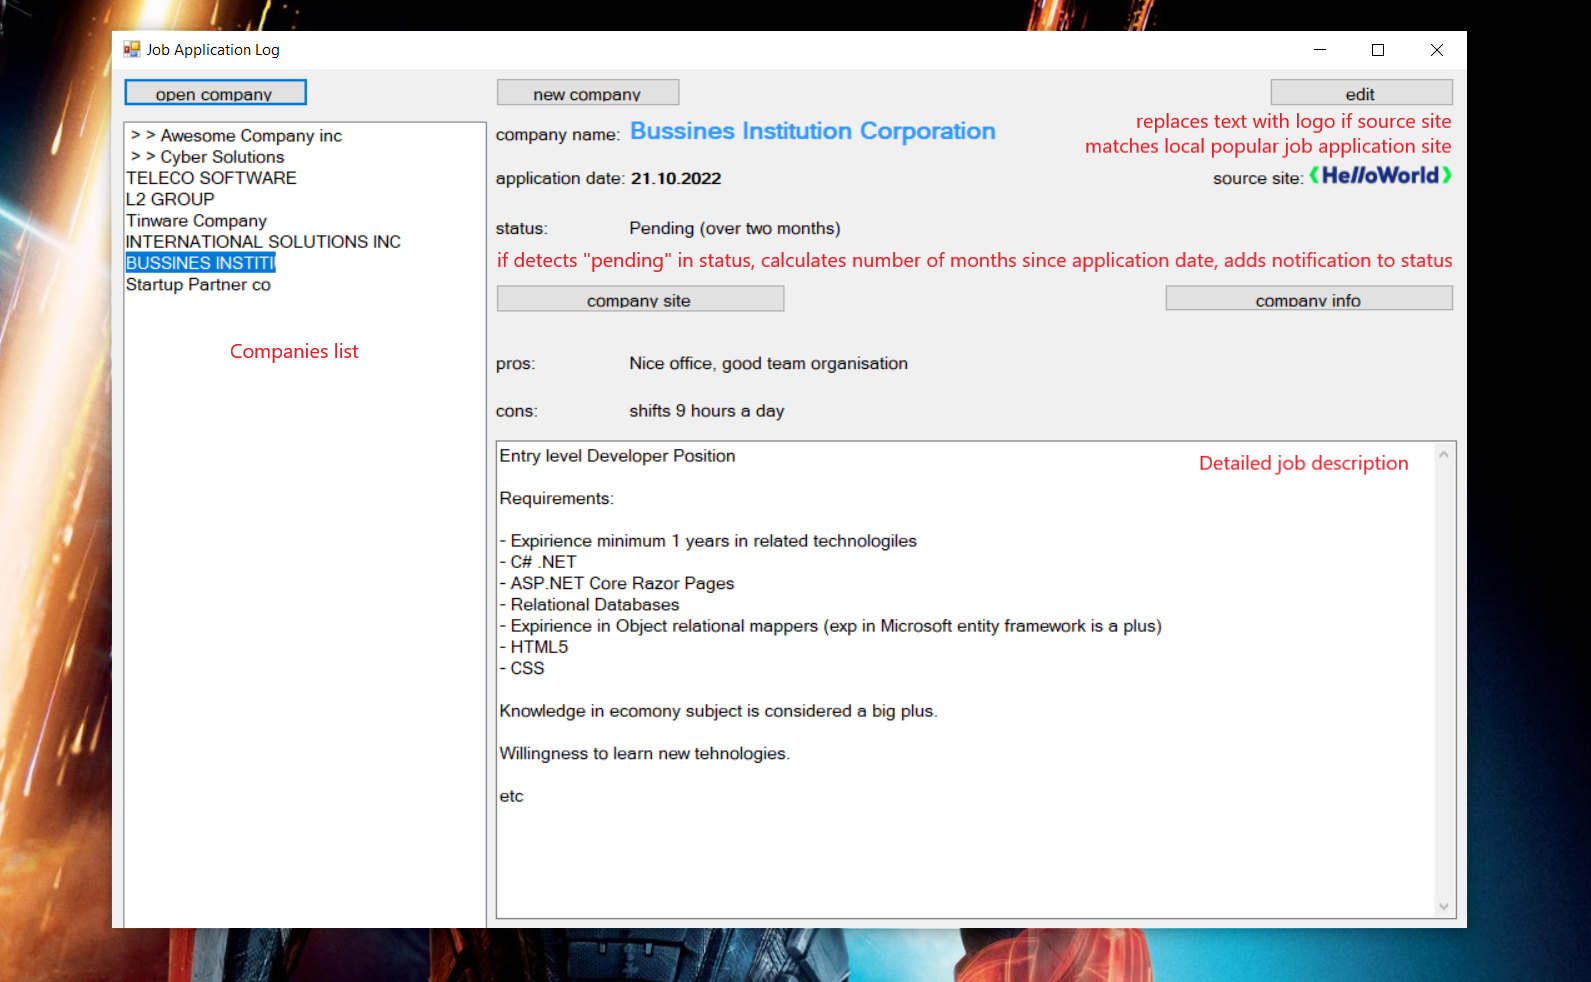 Job Application Log
open company
new company
edit
replaces text with logo if source site
matches local popular job application site
> > Awesome Company inc
> > Cyber Solutions
TELECO SOFTWARE
L2 GROUP
Tinware Company
INTERNATIONAL SOLUTIONS INC
BUSSINES INSTITI
Startup Partner co
Companies list
company name: Bussines Institution Corporation
application date: 21.10.2022
source site: HelloWorld
status: Pending (over two months)
if detects "pending" in status, calculates number of months since application date, adds notification to status
company site
company info
pros: Nice office, good team organisation
cons: shifts 9 hours a day
Detailed job description
Entry level Developer Position
Requirements:
- Expirience minimum 1 years in related technologiles
- C# .NET
- ASP.NET Core Razor Pages
- Relational Databases
- Expirience in Object relational mappers (exp in Microsoft entity framework is a plus)
- HTML5
- CSS
Knowledge in ecomony subject is considered a big plus.
Willingness to learn new tehnologies.
etc